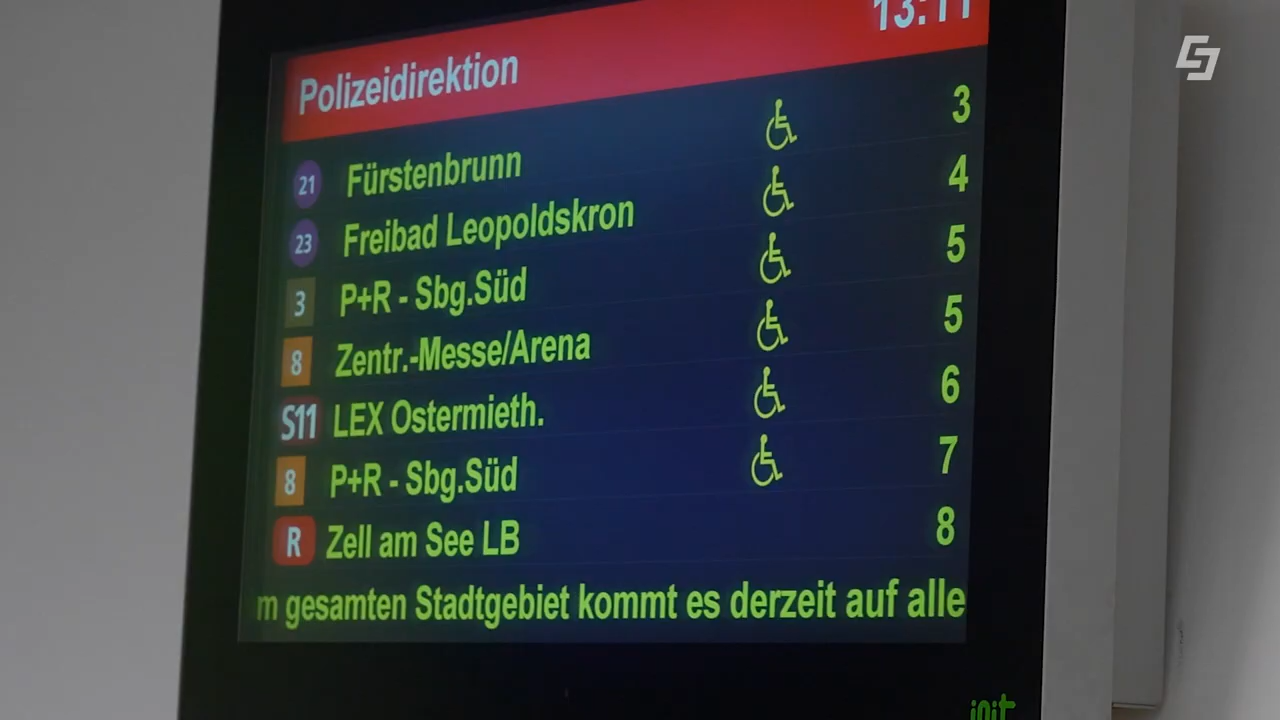 13:11
Polizeidirektion
21 Fürstenbrunn 3
23 Freibad Leopoldskron 4
3 P+R - Sbg.Süd 5
8 Zentr.-Messe/Arena 5
S11 LEX Ostermieth. 6
8 P+R - Sbg.Süd 7
R Zell am See LB 8
m gesamten Stadtgebiet kommt es derzeit auf alle
init